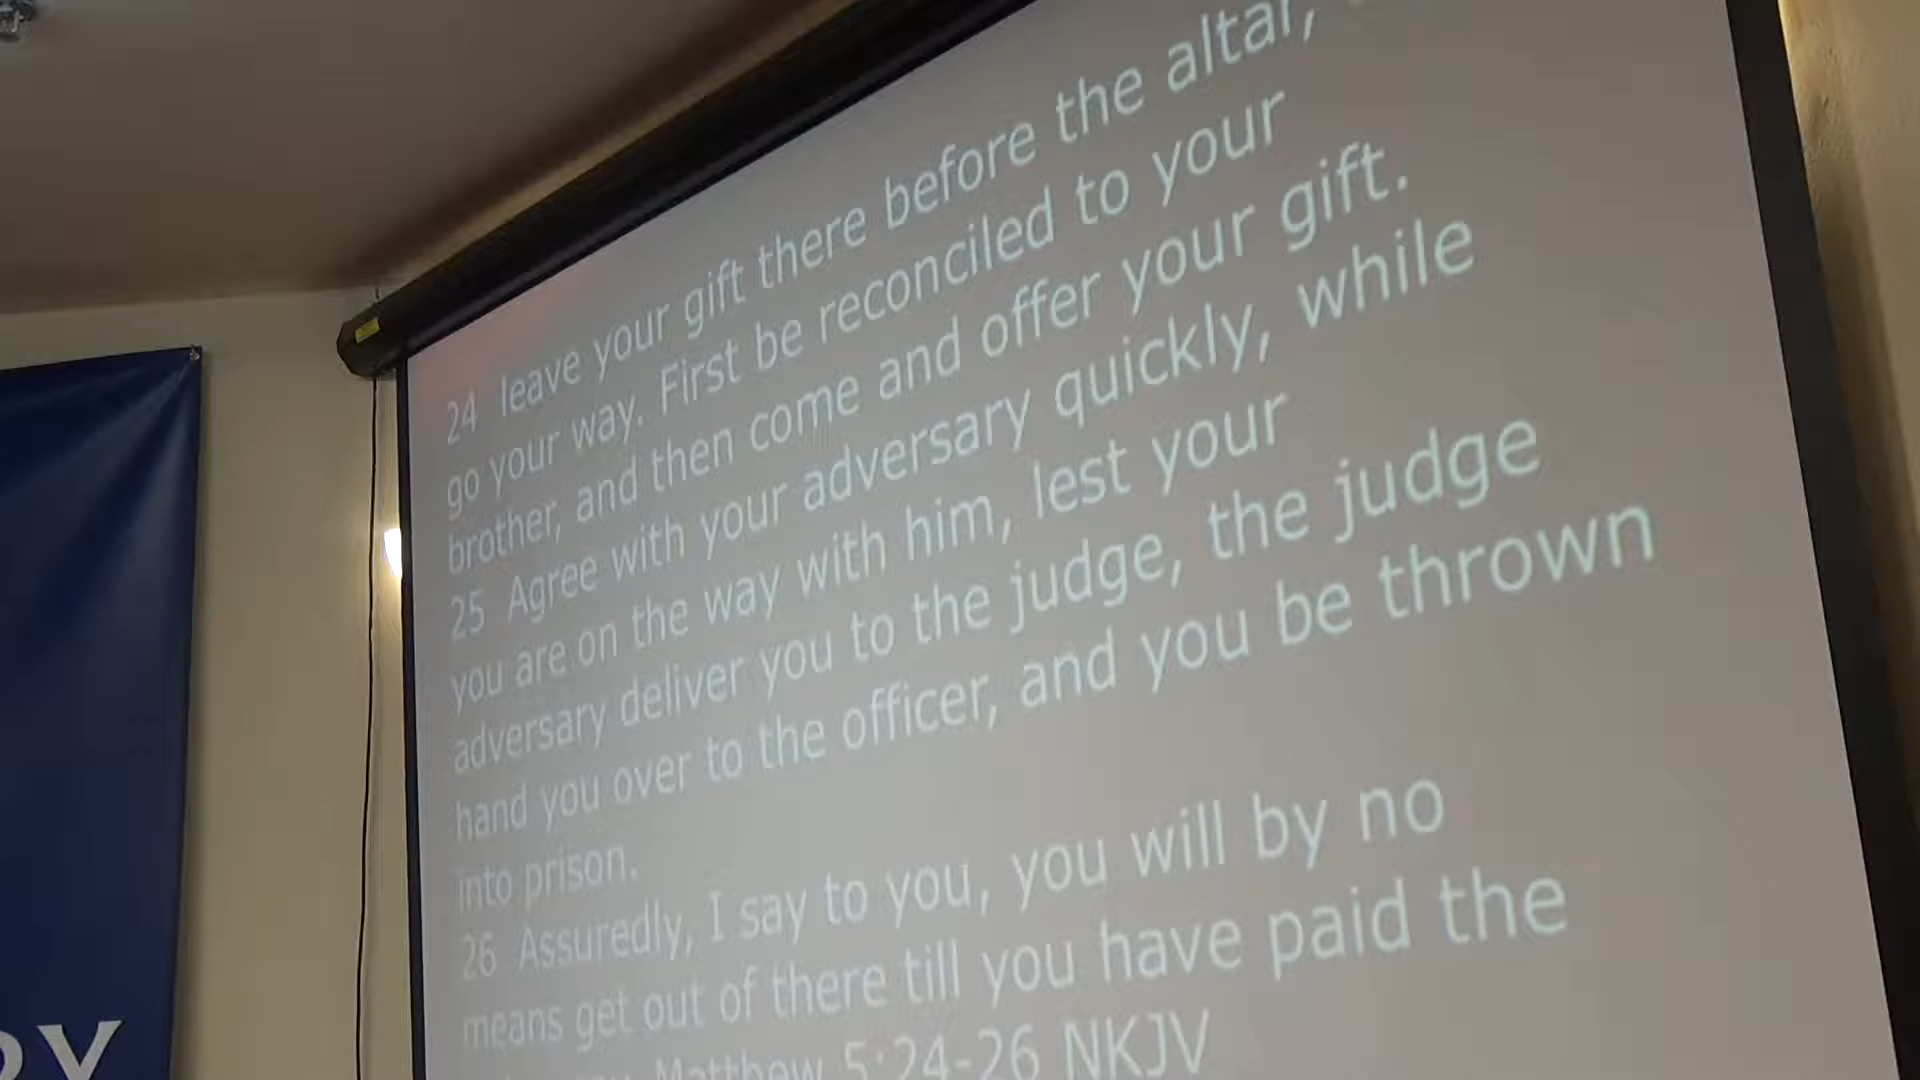 24 leave your gift there before the altar,
go your way. First be reconciled to your
brother, and then come and offer your gift.
25 Agree with your adversary quickly, while
you are on the way with him, lest your
adversary deliver you to the judge, the judge
hand you over to the officer, and you be thrown
into prison.
26 Assuredly, I say to you, you will by no
means get out of there till you have paid the
Matthew 5:24-26 NKJV